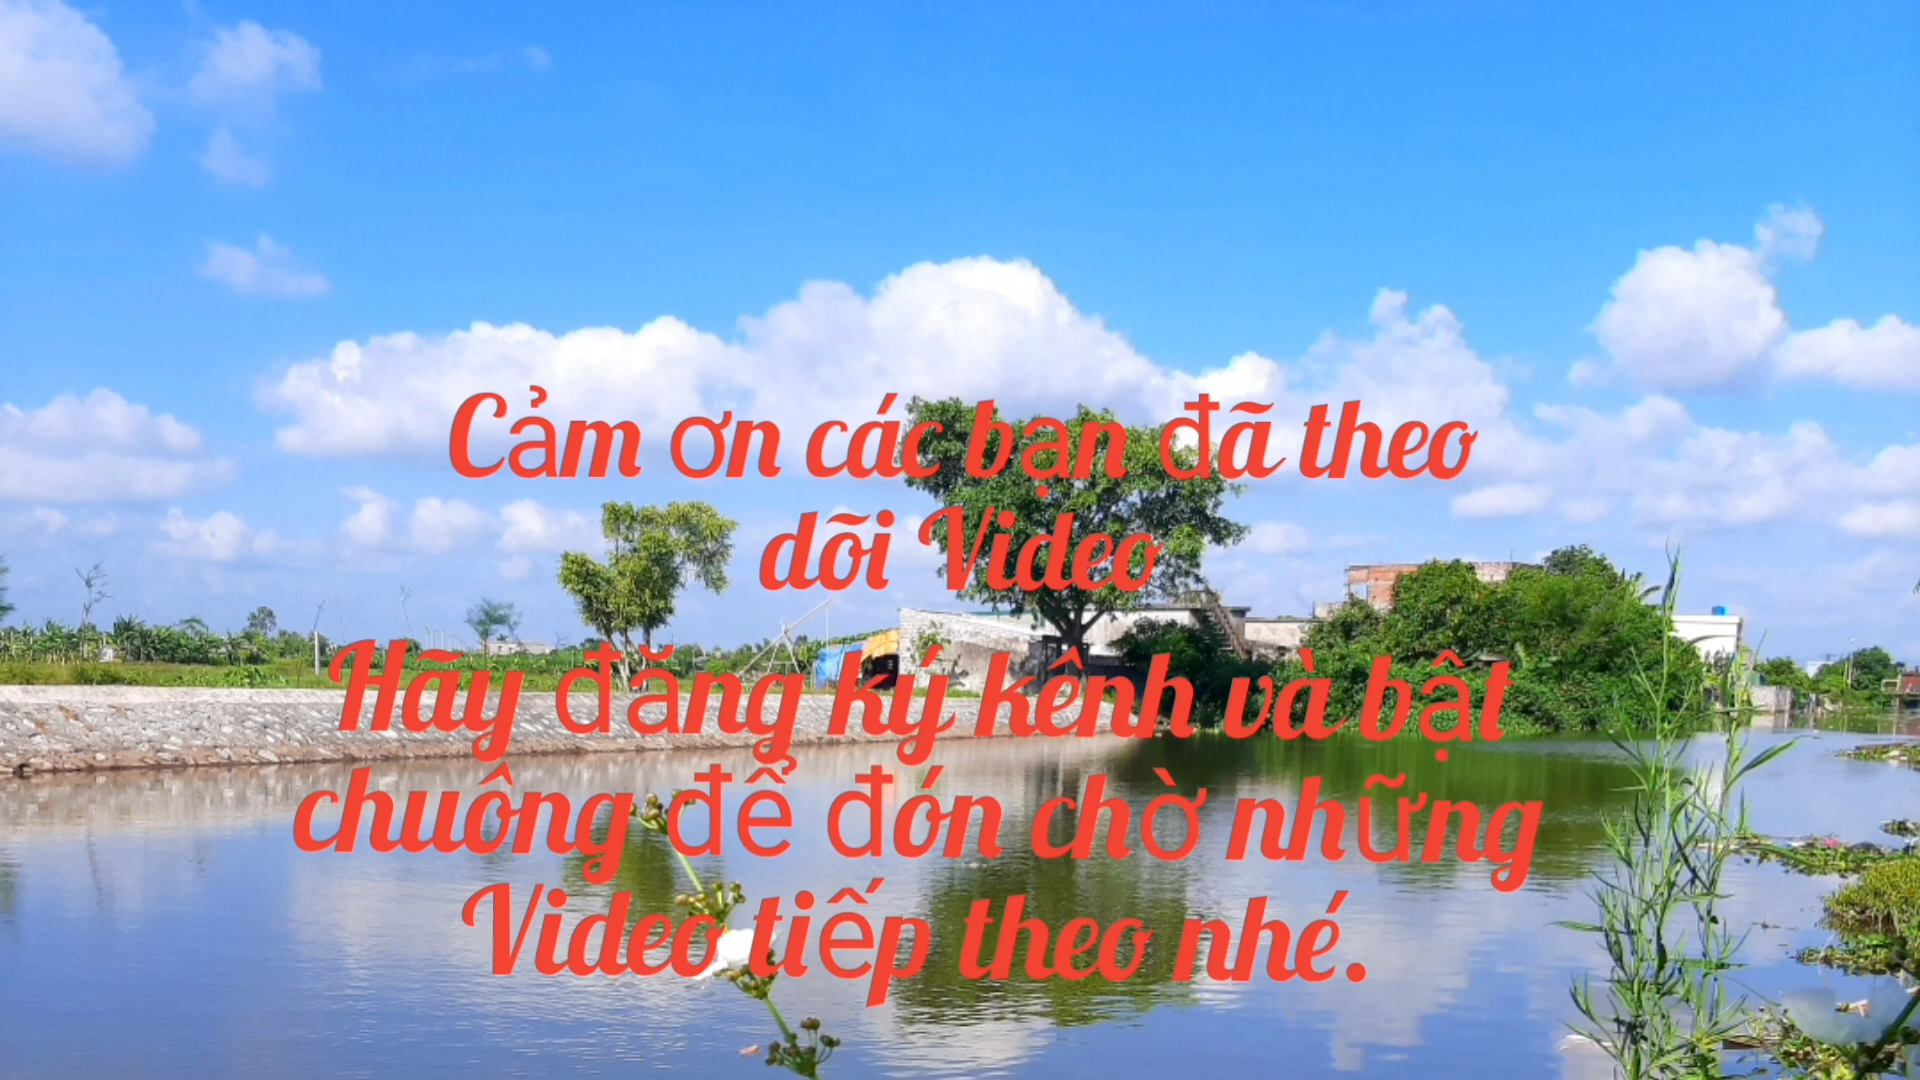 Cảm ơn các bạn đã theo
dõi Video
Hãy đăng ký kênh và bật
chuông để đón chờ những
Video tiếp theo nhé.